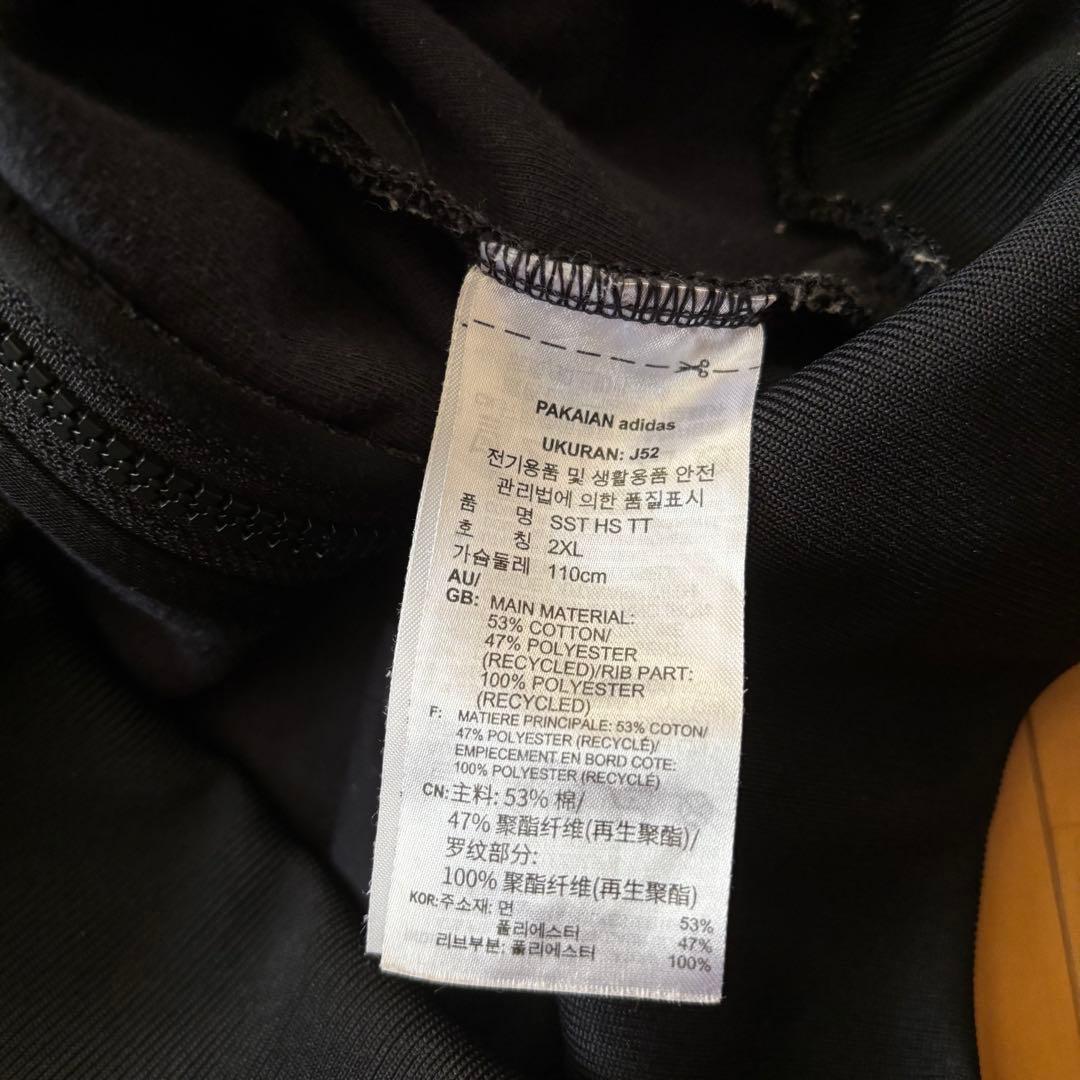 PAKAIAN adidas
UKURAN: J52
전기용품 및 생활용품 안전
관리법에 의한 품질표시
품 명 SST HS TT
호 칭 2XL
가슴둘레 110cm
AU/
GB: MAIN MATERIAL:
53% COTTON/
47% POLYESTER
(RECYCLED)/RIB PART:
100% POLYESTER
(RECYCLED)
F: MATIERE PRINCIPALE: 53% COTON/
47% POLYESTER (RECYCLÉ)/
EMPIECEMENT EN BORD COTE:
100% POLYESTER (RECYCLÉ)
CN: 主料: 53% 棉/
47% 聚酯纤维(再生聚酯)/
罗纹部分:
100% 聚酯纤维(再生聚酯)
KOR: 주소재: 면 53%
폴리에스터 47%
리브부분: 폴리에스터 100%